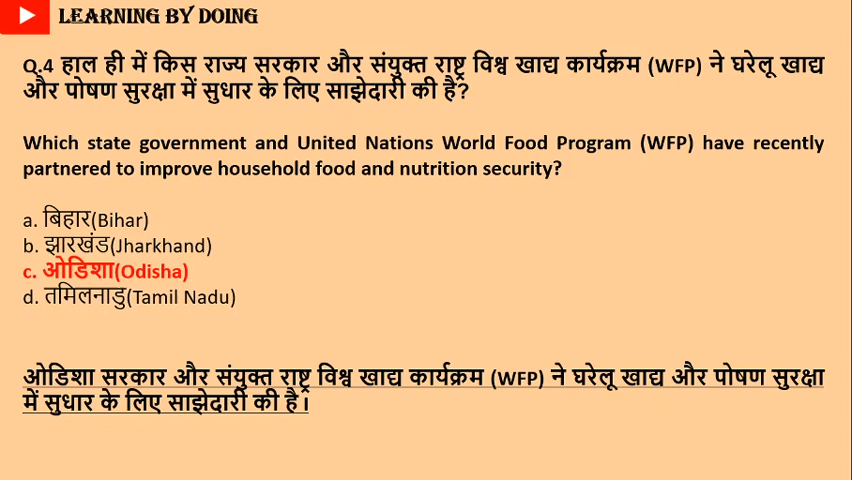 LEARNING BY DOING
Q.4 हाल ही में किस राज्य सरकार और संयुक्त राष्ट्र विश्व खाद्य कार्यक्रम (WFP) ने घरेलू खाद्य
और पोषण सुरक्षा में सुधार के लिए साझेदारी की है?
Which state government and United Nations World Food Program (WFP) have recently
partnered to improve household food and nutrition security?
a. बिहार(Bihar)
b. झारखंड(Jharkhand)
c. ओडिशा(Odisha)
d. तमिलनाडु(Tamil Nadu)
ओडिशा सरकार और संयुक्त राष्ट्र विश्व खाद्य कार्यक्रम (WFP) ने घरेलू खाद्य और पोषण सुरक्षा
में सुधार के लिए साझेदारी की है।